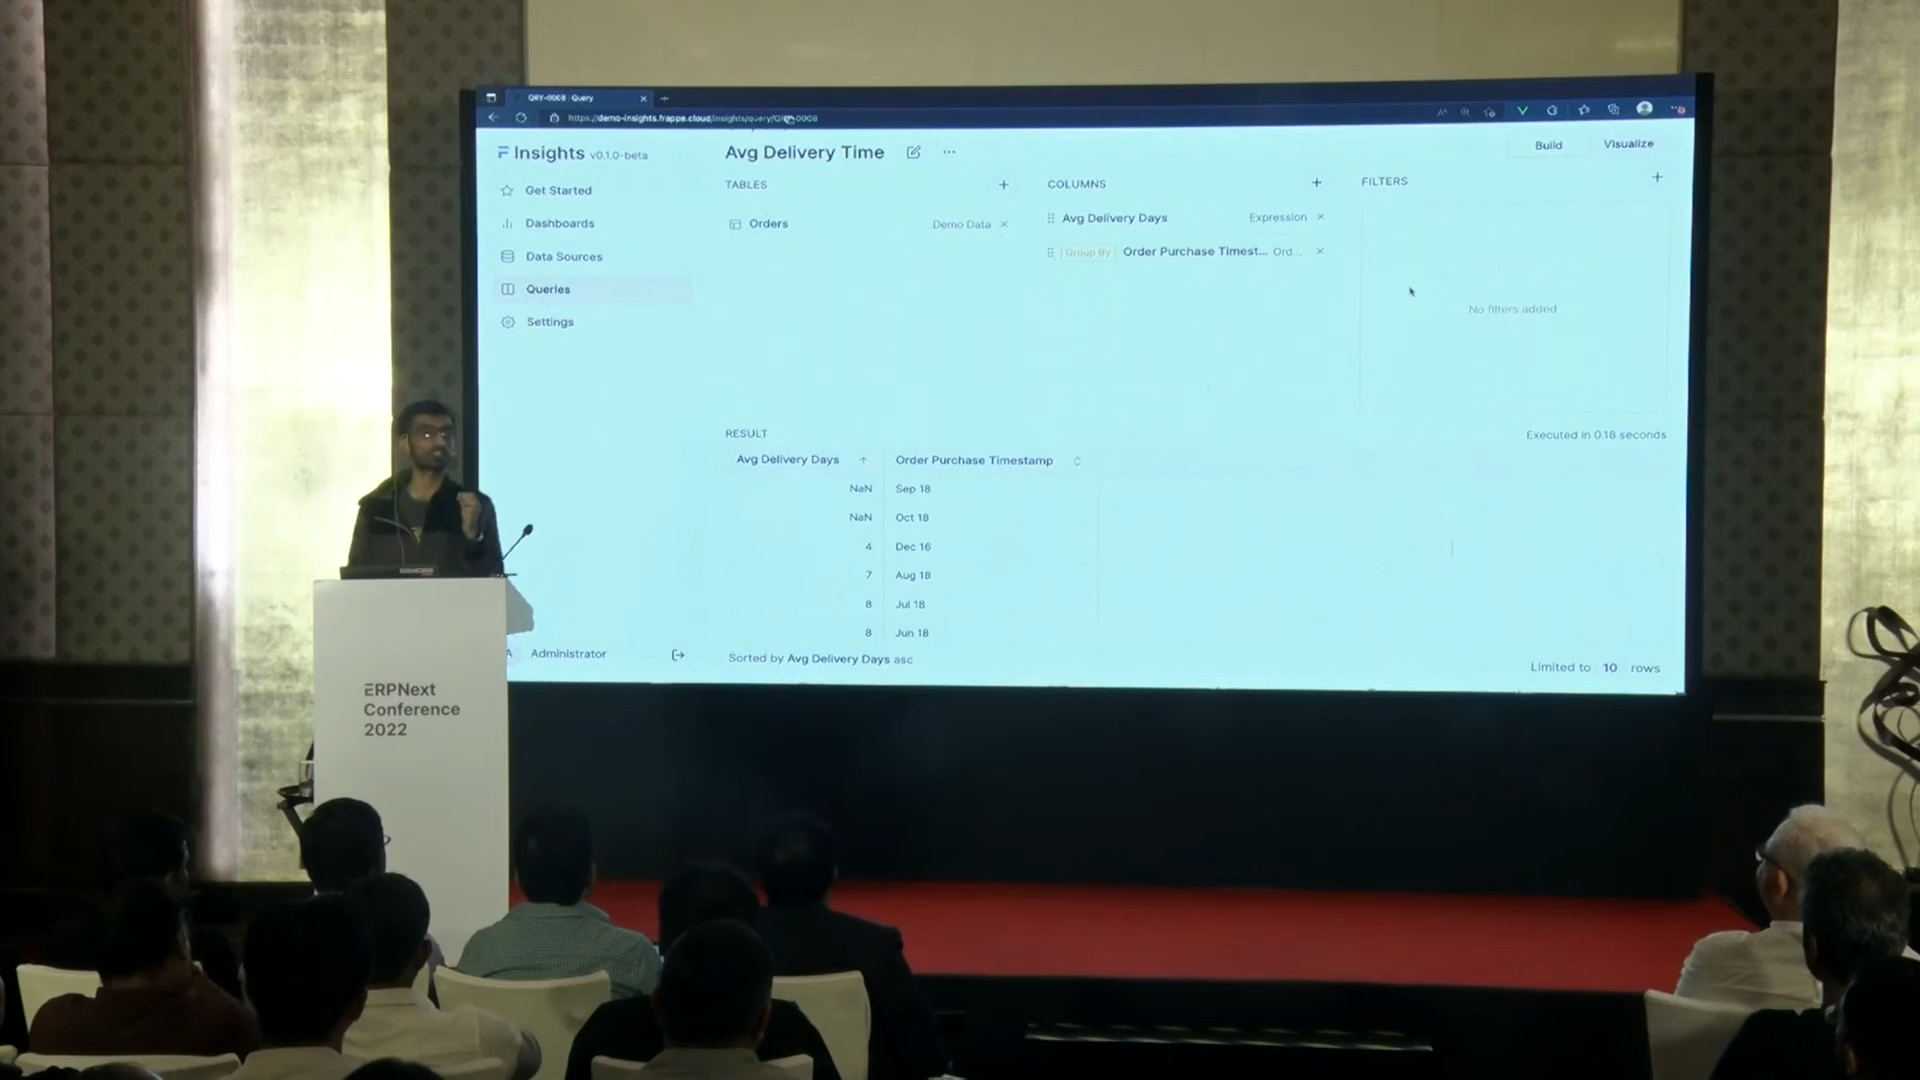 QRY-0008 · Query
https://demo-insights.frappe.cloud/insights/query/QRY-0008
Insights v0.1.0-beta
Get Started
Dashboards
Data Sources
Queries
Settings
A Administrator
Avg Delivery Time
Build
Visualize
TABLES
Orders Demo Data
COLUMNS
Avg Delivery Days Expression
Group By Order Purchase Timest... Ord...
FILTERS
No filters added
RESULT
Executed in 0.18 seconds
Avg Delivery Days Order Purchase Timestamp
NaN Sep 18
NaN Oct 18
4 Dec 16
7 Aug 18
8 Jul 18
8 Jun 18
Sorted by Avg Delivery Days asc
Limited to 10 rows
ERPNext
Conference
2022